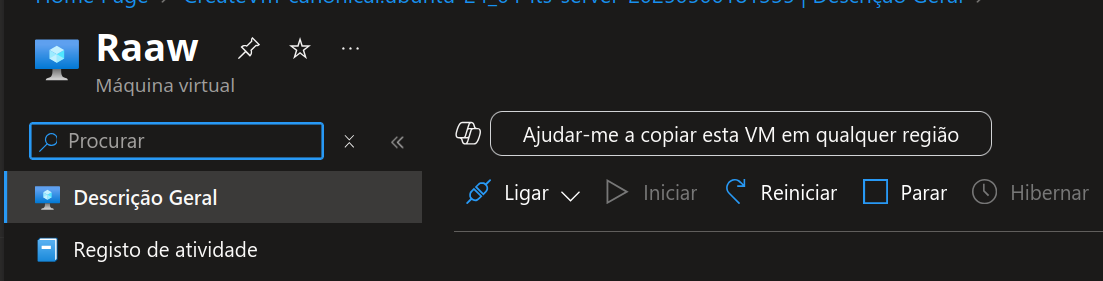 Raaw
Máquina virtual
Procurar
Ajudar-me a copiar esta VM em qualquer região
Descrição Geral
Ligar Iniciar Reiniciar Parar Hibernar
Registo de atividade